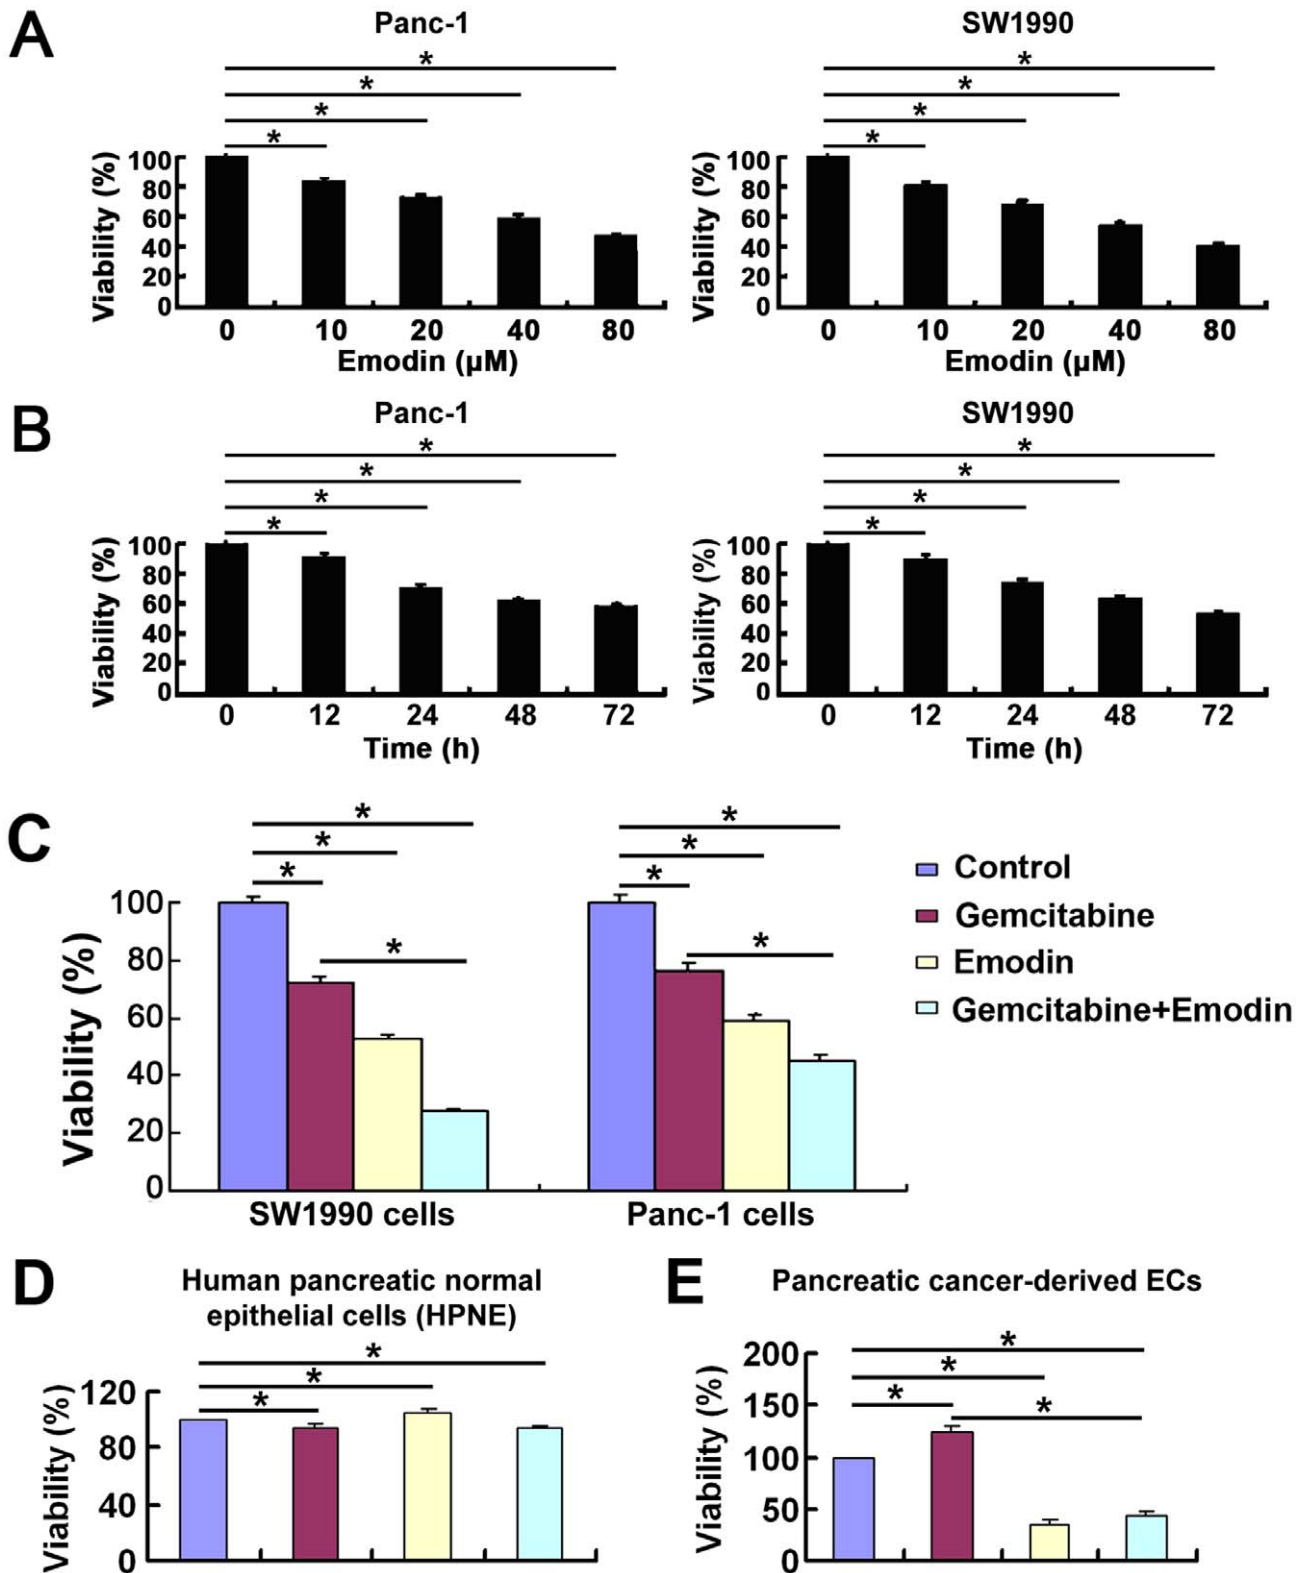 A
Panc-1
SW1990
*
*
*
*
*
*
*
*
Viability (%)
100
80
60
40
20
0
0 10 20 40 80
Emodin (µM)
Viability (%)
100
80
60
40
20
0
0 10 20 40 80
Emodin (µM)
B
Panc-1
SW1990
*
*
*
*
*
*
*
*
Viability (%)
100
80
60
40
20
0
0 12 24 48 72
Time (h)
Viability (%)
100
80
60
40
20
0
0 12 24 48 72
Time (h)
C
*
*
*
*
*
*
*
*
Viability (%)
100
80
60
40
20
0
SW1990 cells
Panc-1 cells
Control
Gemcitabine
Emodin
Gemcitabine+Emodin
D
Human pancreatic normal
epithelial cells (HPNE)
*
*
*
Viability (%)
120
80
40
0
E
Pancreatic cancer-derived ECs
*
*
*
*
Viability (%)
200
150
100
50
0